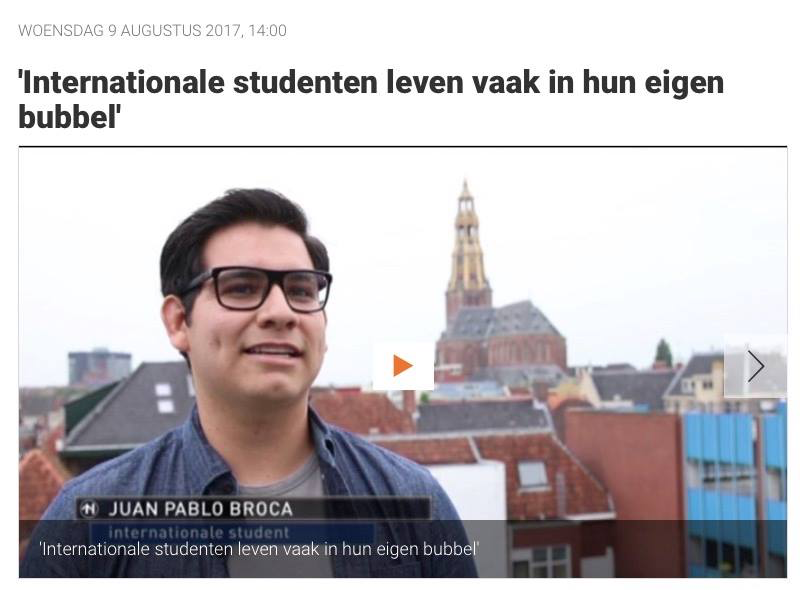 WOENSDAG 9 AUGUSTUS 2017, 14:00
'Internationale studenten leven vaak in hun eigen
bubbel'
N JUAN PABLO BROCA
internationale student
'Internationale studenten leven vaak in hun eigen bubbel'